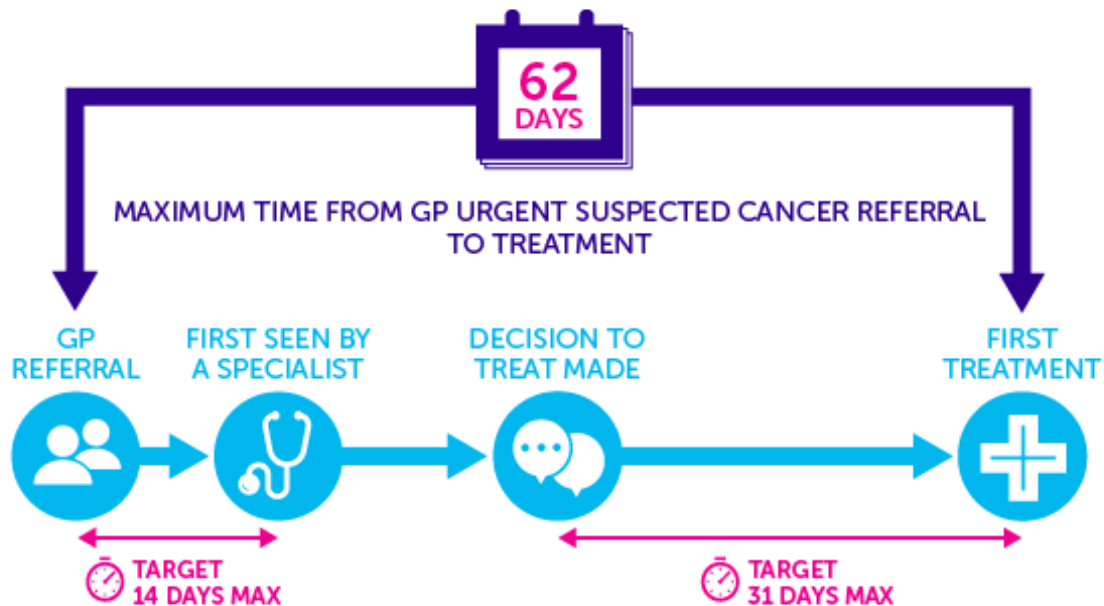 62
DAYS
MAXIMUM TIME FROM GP URGENT SUSPECTED CANCER REFERRAL
TO TREATMENT
GP
REFERRAL
FIRST SEEN BY
A SPECIALIST
DECISION TO
TREAT MADE
FIRST
TREATMENT
TARGET
14 DAYS MAX
TARGET
31 DAYS MAX